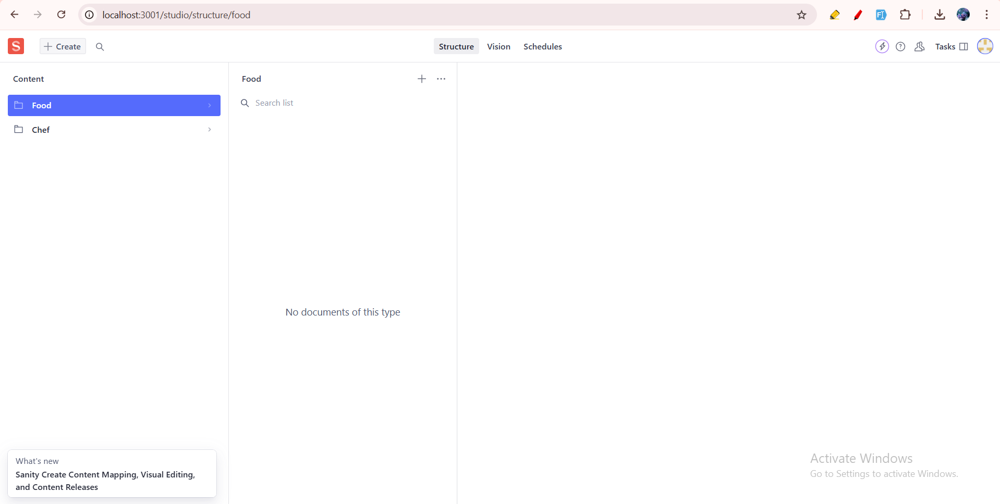 localhost:3001/studio/structure/food
S
Create
Structure
Vision
Schedules
Tasks
Content
Food
Chef
Food
Search list
No documents of this type
What's new
Sanity Create Content Mapping, Visual Editing,
and Content Releases
Activate Windows
Go to Settings to activate Windows.